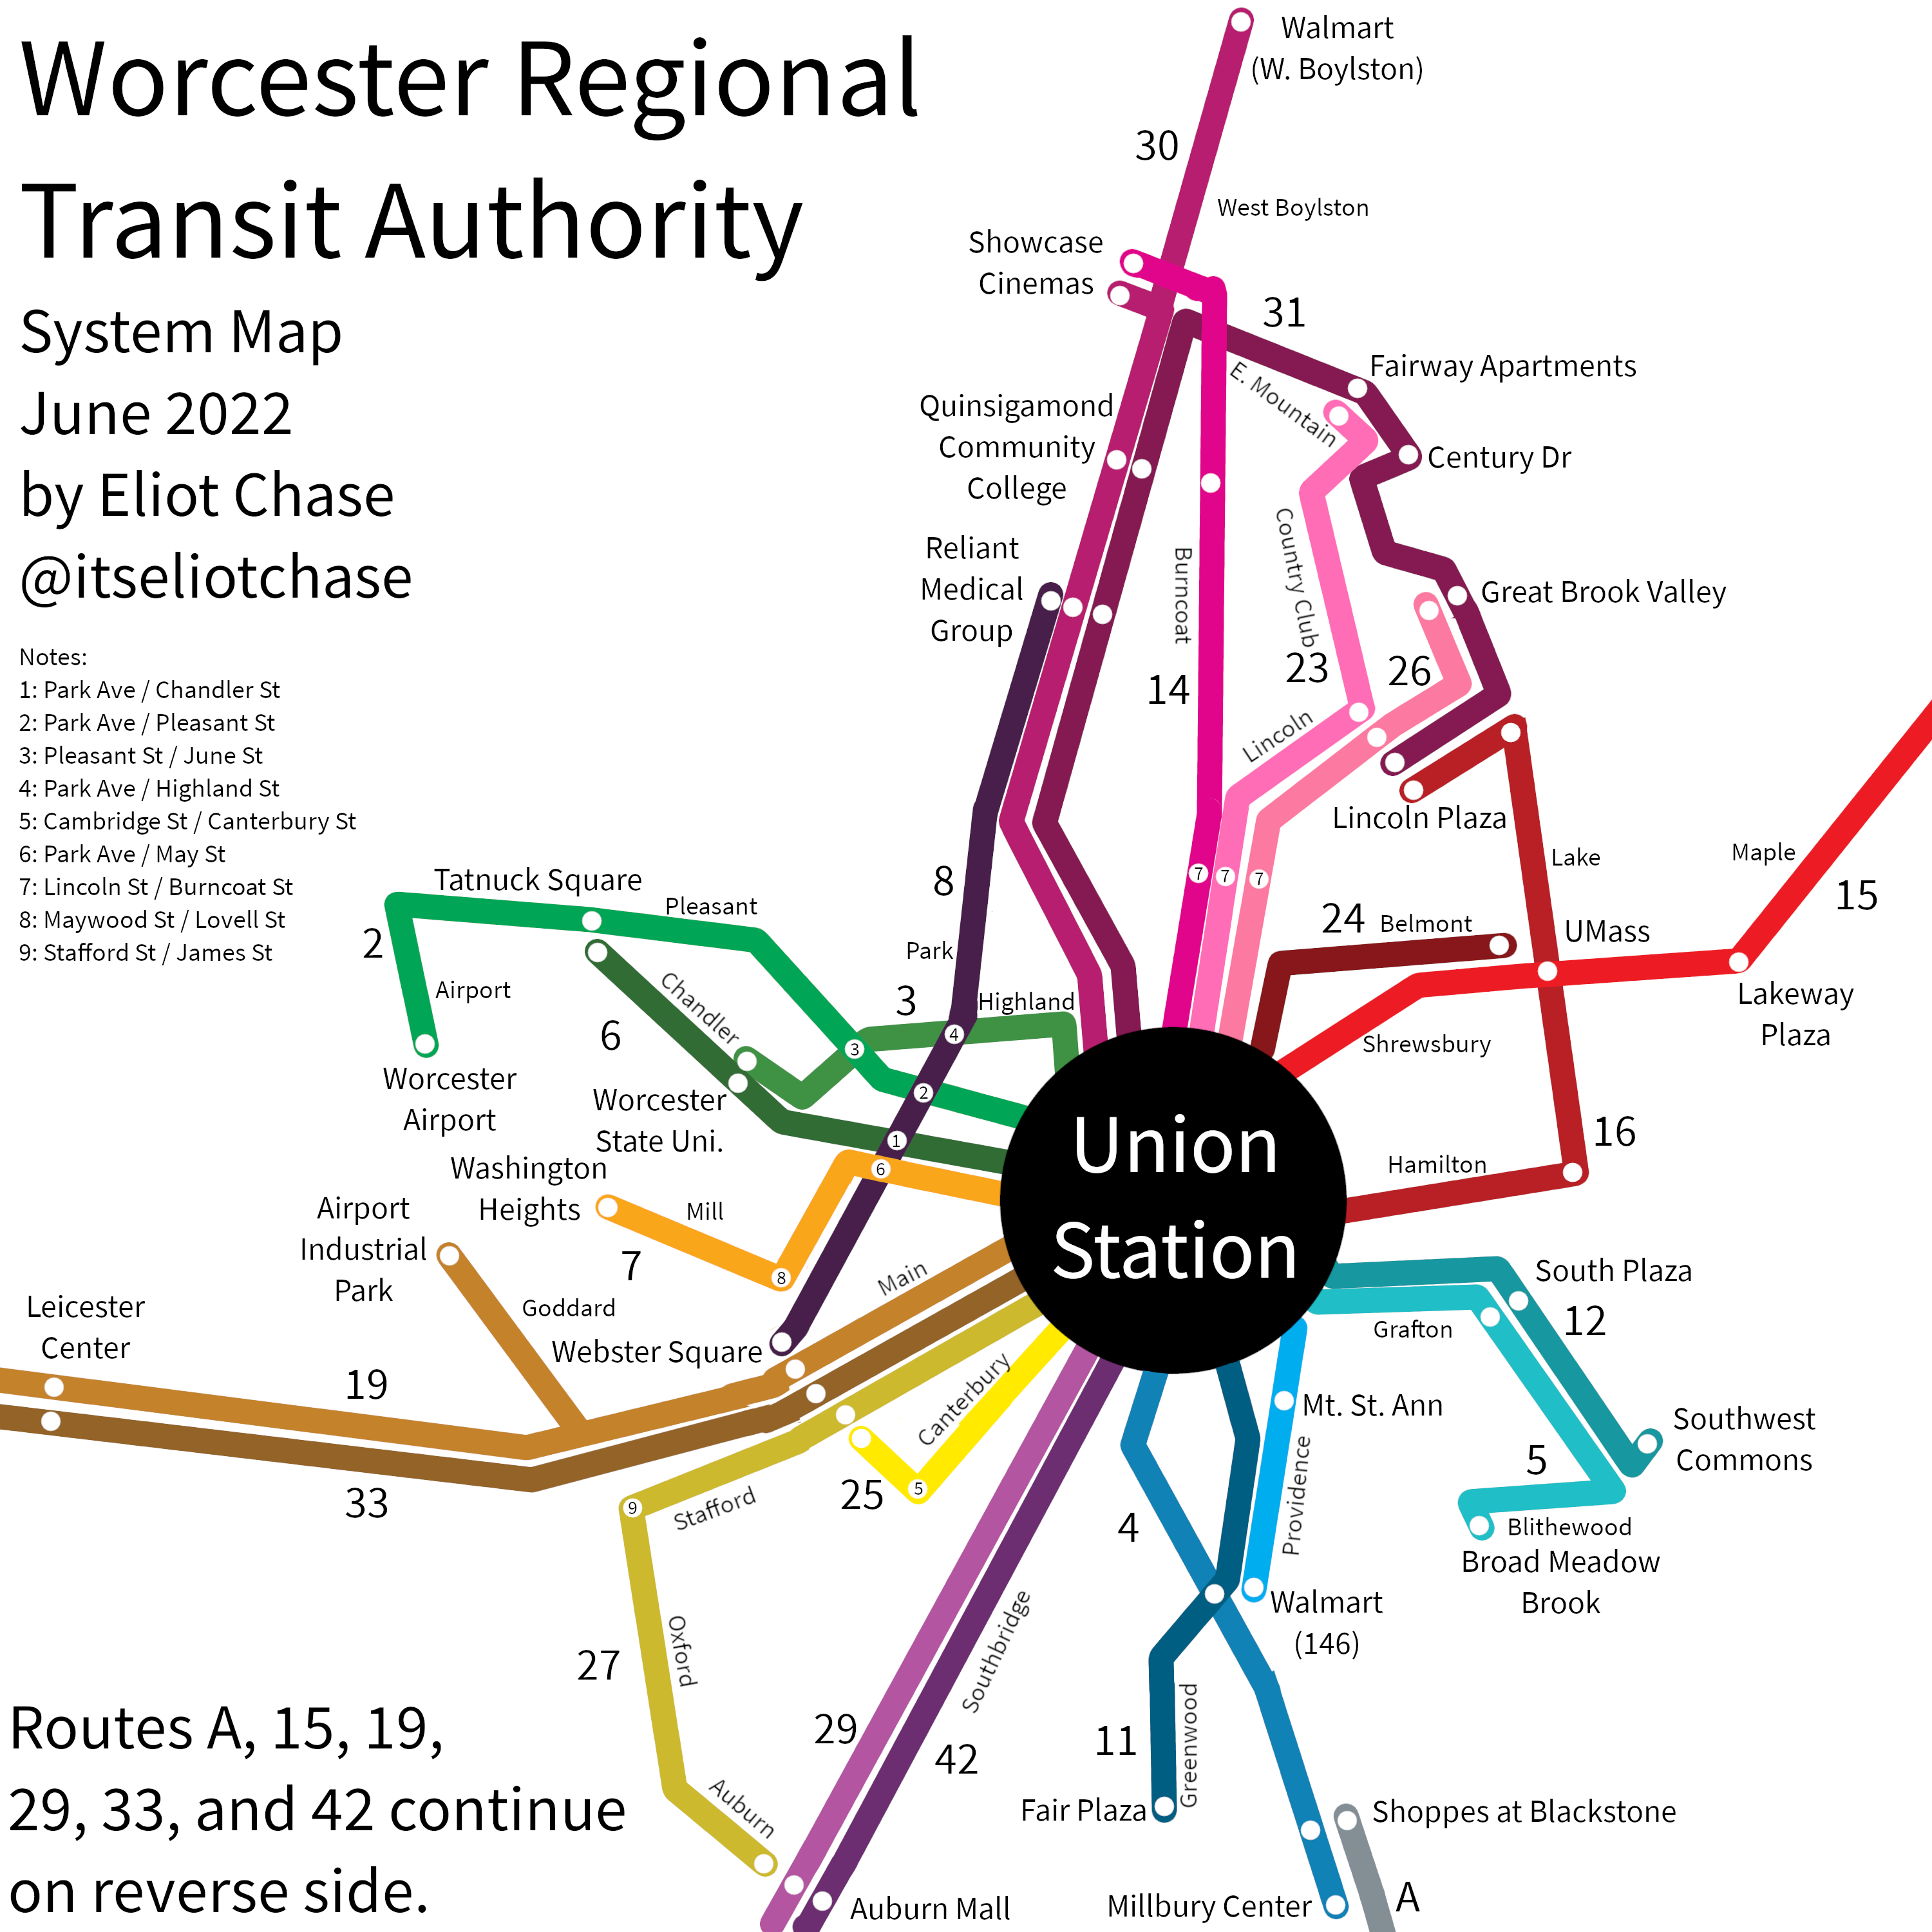 Worcester Regional
Transit Authority
System Map
June 2022
by Eliot Chase
@itseliotchase
Notes:
1: Park Ave / Chandler St
2: Park Ave / Pleasant St
3: Pleasant St / June St
4: Park Ave / Highland St
5: Cambridge St / Canterbury St
6: Park Ave / May St
7: Lincoln St / Burncoat St
8: Maywood St / Lovell St
9: Stafford St / James St
Walmart
(W. Boylston)
30
West Boylston
Showcase
Cinemas
31
Fairway Apartments
E. Mountain
Quinsigamond
Community
College
Century Dr
Reliant
Medical
Group
Burncoat
Country Club
Great Brook Valley
23
26
14
Lincoln
Lincoln Plaza
Lake
Maple
15
8
7
7
7
Tatnuck Square
Pleasant
2
Airport
Park
24
Belmont
UMass
Lakeway
Plaza
Chandler
3
Highland
6
4
3
Shrewsbury
Worcester
Airport
2
Worcester
State Uni.
1
Union
Station
16
Hamilton
Washington
Heights
6
Mill
7
8
Airport
Industrial
Park
Goddard
Main
South Plaza
12
Grafton
Leicester
Center
Webster Square
19
Canterbury
Mt. St. Ann
Southwest
Commons
33
25
5
9
Stafford
4
Providence
5
Blithewood
Broad Meadow
Brook
Walmart
(146)
27
Oxford
Southbridge
29
42
11
Greenwood
Auburn
Fair Plaza
Shoppes at Blackstone
Auburn Mall
Millbury Center
A
Routes A, 15, 19,
29, 33, and 42 continue
on reverse side.